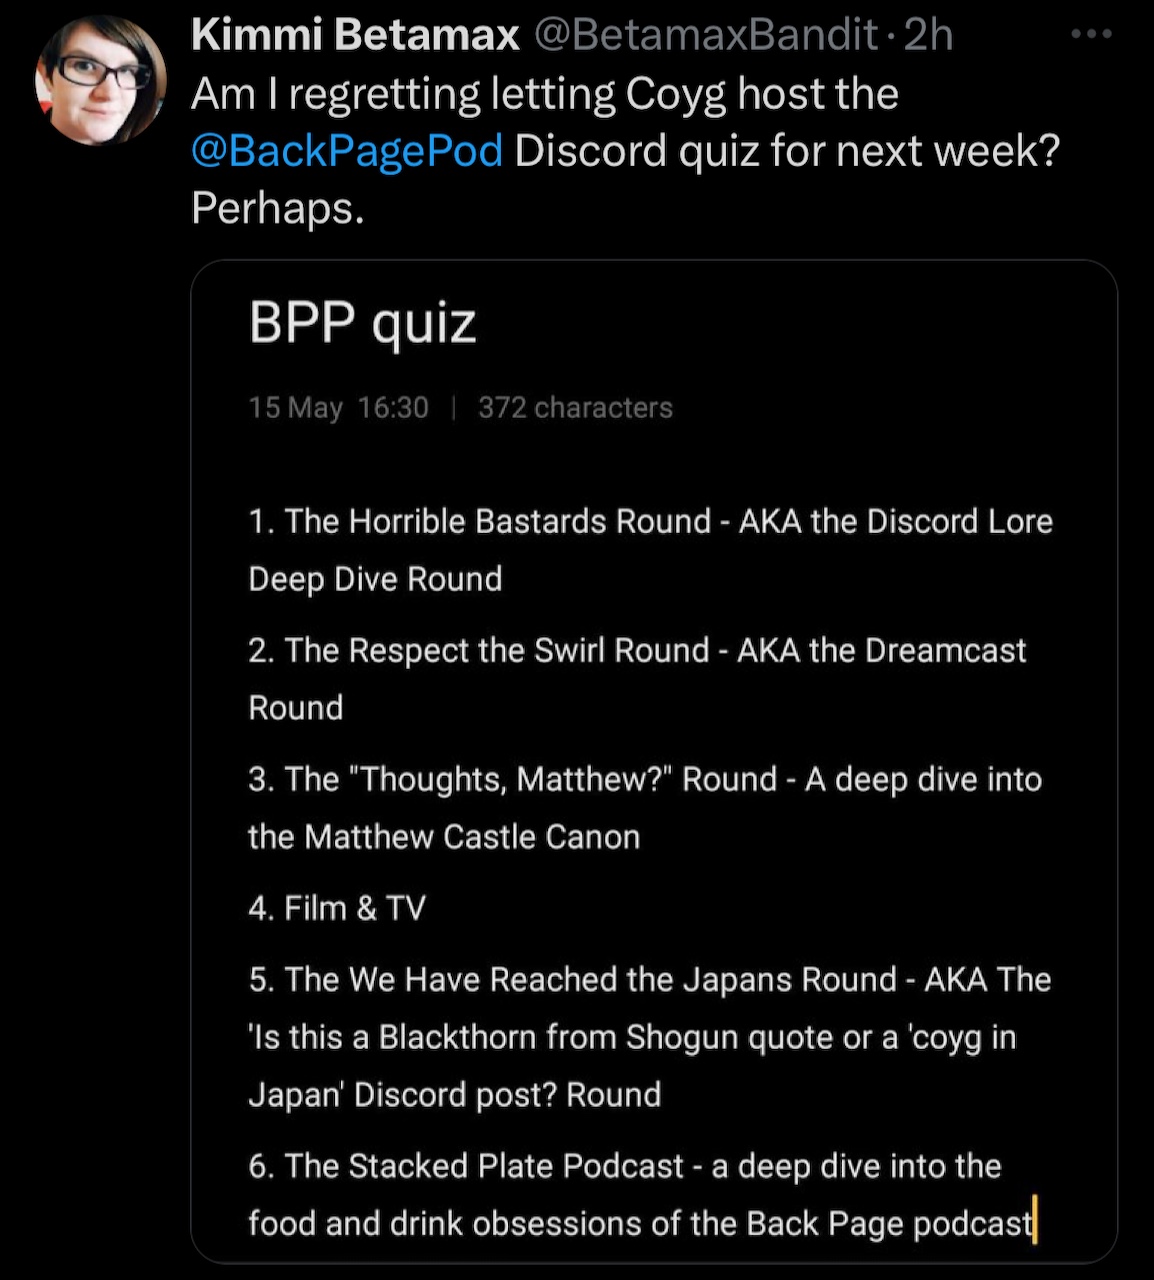 Kimmi Betamax @BetamaxBandit · 2h
Am I regretting letting Coyg host the
@BackPagePod Discord quiz for next week?
Perhaps.
BPP quiz
15 May 16:30 | 372 characters
1. The Horrible Bastards Round - AKA the Discord Lore
Deep Dive Round
2. The Respect the Swirl Round - AKA the Dreamcast
Round
3. The "Thoughts, Matthew?" Round - A deep dive into
the Matthew Castle Canon
4. Film & TV
5. The We Have Reached the Japans Round - AKA The
'Is this a Blackthorn from Shogun quote or a 'coyg in
Japan' Discord post? Round
6. The Stacked Plate Podcast - a deep dive into the
food and drink obsessions of the Back Page podcast